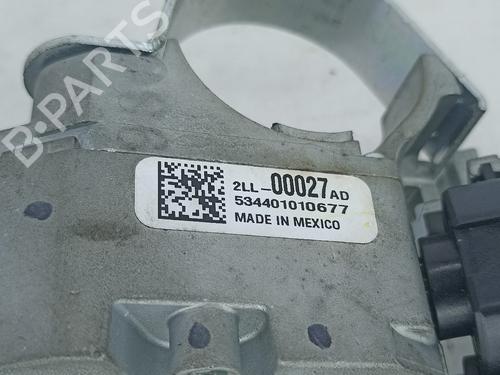 B-PARTS
2LL-00027AD
534401010677
MADE IN MEXICO